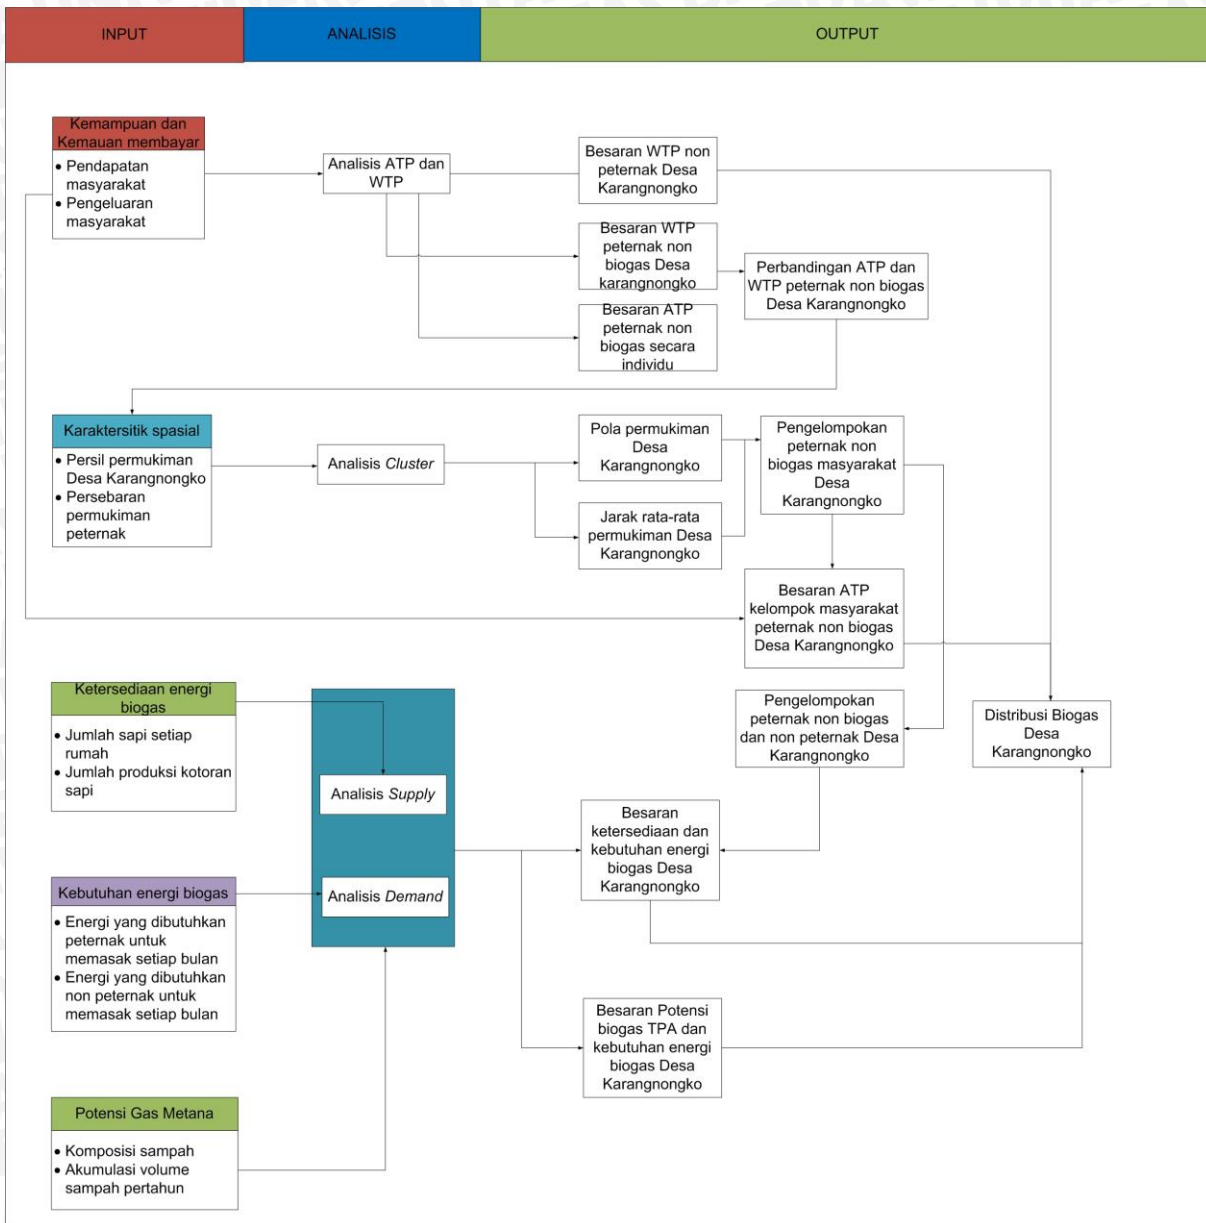 INPUT
ANALISIS
OUTPUT
Kemampuan dan
Kemauan membayar
• Pendapatan
masyarakat
• Pengeluaran
masyarakat
Analisis ATP dan
WTP
Besaran WTP non
peternak Desa
Karangnongko
Besaran WTP
peternak non
biogas Desa
karangnongko
Perbandingan ATP dan
WTP peternak non biogas
Desa Karangnongko
Besaran ATP
peternak non
biogas secara
individu
Karaktersitik spasial
• Persil permukiman
Desa Karangnongko
• Persebaran
permukiman
peternak
Analisis Cluster
Pola permukiman
Desa
Karangnongko
Jarak rata-rata
permukiman Desa
Karangnongko
Pengelompokan
peternak non
biogas masyarakat
Desa
Karangnongko
Besaran ATP
kelompok masyarakat
peternak non biogas
Desa Karangnongko
Ketersediaan energi
biogas
• Jumlah sapi setiap
rumah
• Jumlah produksi kotoran
sapi
Analisis Supply
Pengelompokan
peternak non biogas
dan non peternak Desa
Karangnongko
Distribusi Biogas
Desa
Karangnongko
Besaran
ketersediaan dan
kebutuhan energi
biogas Desa
Karangnongko
Kebutuhan energi biogas
• Energi yang dibutuhkan
peternak untuk
memasak setiap bulan
• Energi yang dibutuhkan
non peternak untuk
memasak setiap bulan
Analisis Demand
Besaran Potensi
biogas TPA dan
kebutuhan energi
biogas Desa
Karangnongko
Potensi Gas Metana
• Komposisi sampah
• Akumulasi volume
sampah pertahun